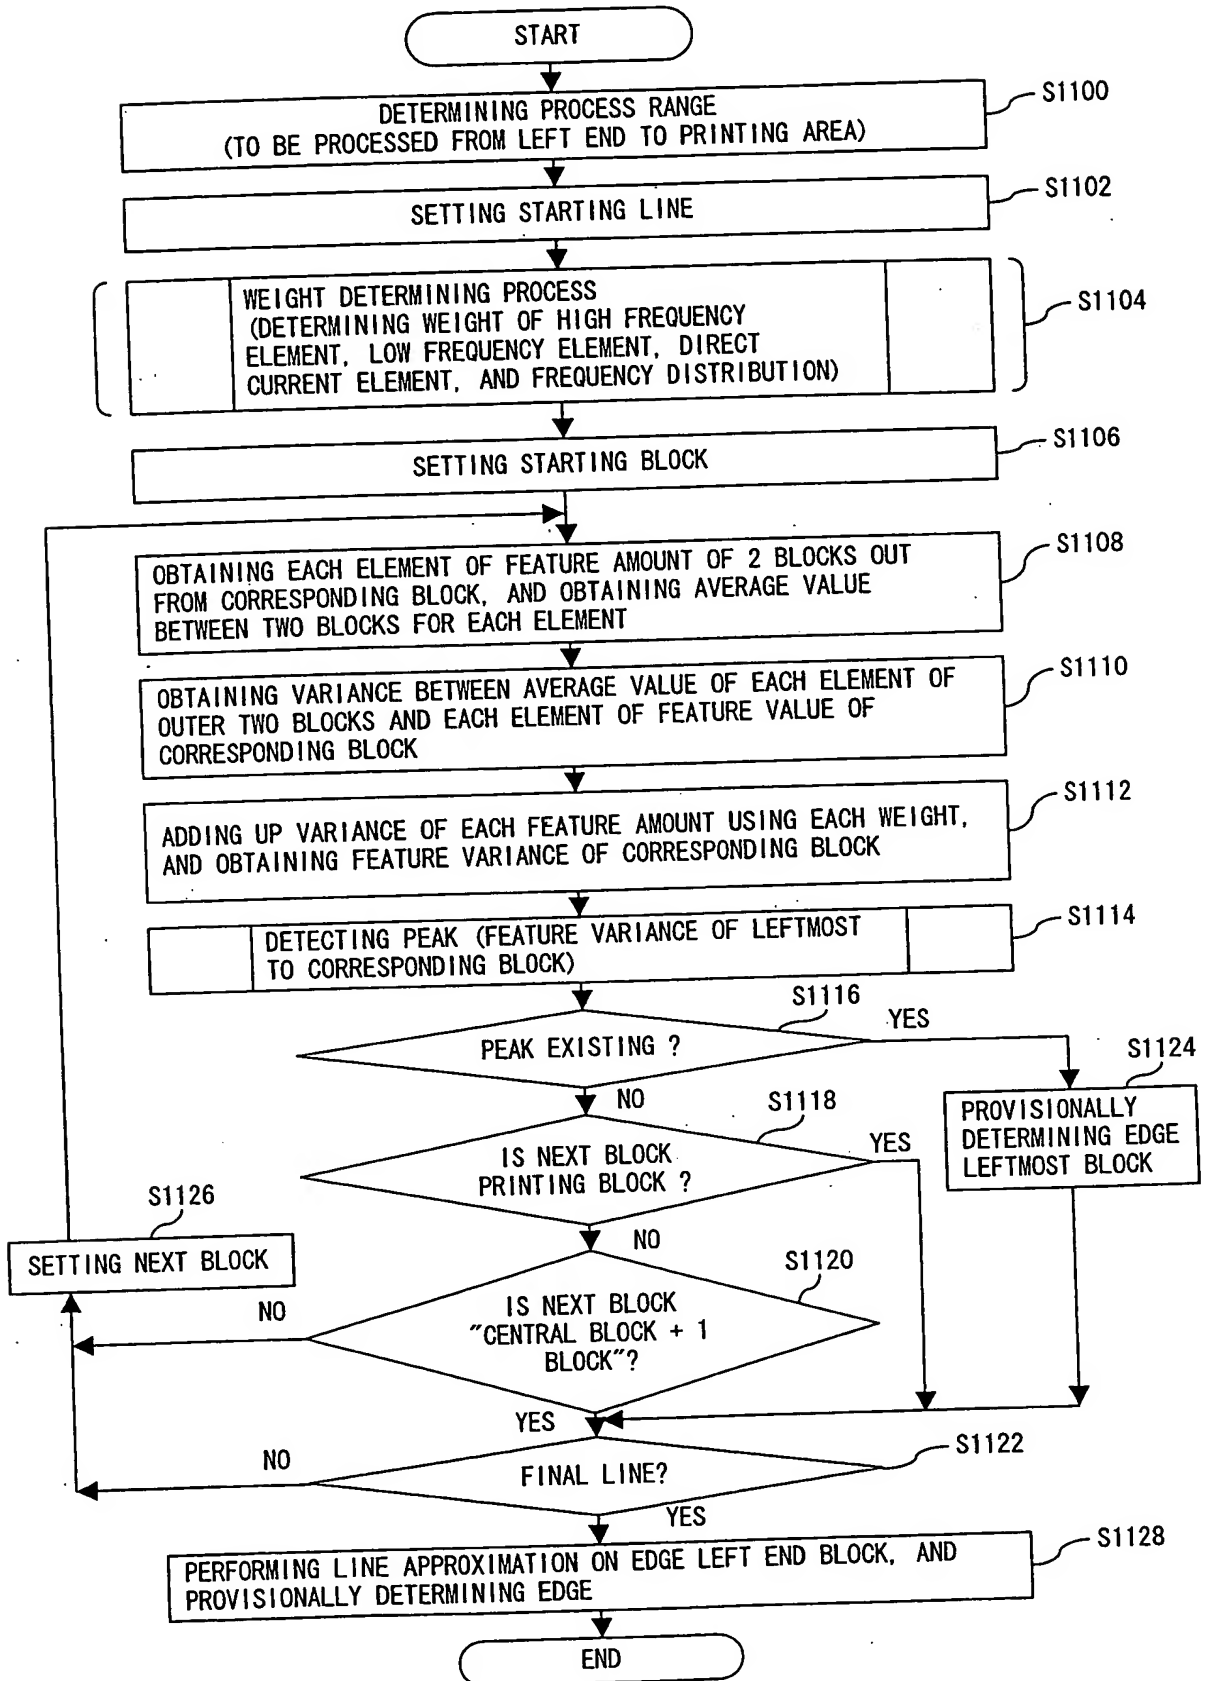 START
DETERMINING PROCESS RANGE
(TO BE PROCESSED FROM LEFT END TO PRINTING AREA)
S1100
SETTING STARTING LINE
S1102
WEIGHT DETERMINING PROCESS
(DETERMINING WEIGHT OF HIGH FREQUENCY
ELEMENT, LOW FREQUENCY ELEMENT, DIRECT
CURRENT ELEMENT, AND FREQUENCY DISTRIBUTION)
S1104
SETTING STARTING BLOCK
S1106
OBTAINING EACH ELEMENT OF FEATURE AMOUNT OF 2 BLOCKS OUT
FROM CORRESPONDING BLOCK, AND OBTAINING AVERAGE VALUE
BETWEEN TWO BLOCKS FOR EACH ELEMENT
S1108
OBTAINING VARIANCE BETWEEN AVERAGE VALUE OF EACH ELEMENT OF
OUTER TWO BLOCKS AND EACH ELEMENT OF FEATURE VALUE OF
CORRESPONDING BLOCK
S1110
ADDING UP VARIANCE OF EACH FEATURE AMOUNT USING EACH WEIGHT,
AND OBTAINING FEATURE VARIANCE OF CORRESPONDING BLOCK
S1112
DETECTING PEAK (FEATURE VARIANCE OF LEFTMOST
TO CORRESPONDING BLOCK)
S1114
PEAK EXISTING ?
S1116
YES
NO
PROVISIONALLY
DETERMINING EDGE
LEFTMOST BLOCK
S1124
IS NEXT BLOCK
PRINTING BLOCK ?
S1118
YES
NO
SETTING NEXT BLOCK
S1126
IS NEXT BLOCK
"CENTRAL BLOCK + 1
BLOCK"?
S1120
NO
YES
FINAL LINE?
S1122
NO
YES
PERFORMING LINE APPROXIMATION ON EDGE LEFT END BLOCK, AND
PROVISIONALLY DETERMINING EDGE
S1128
END